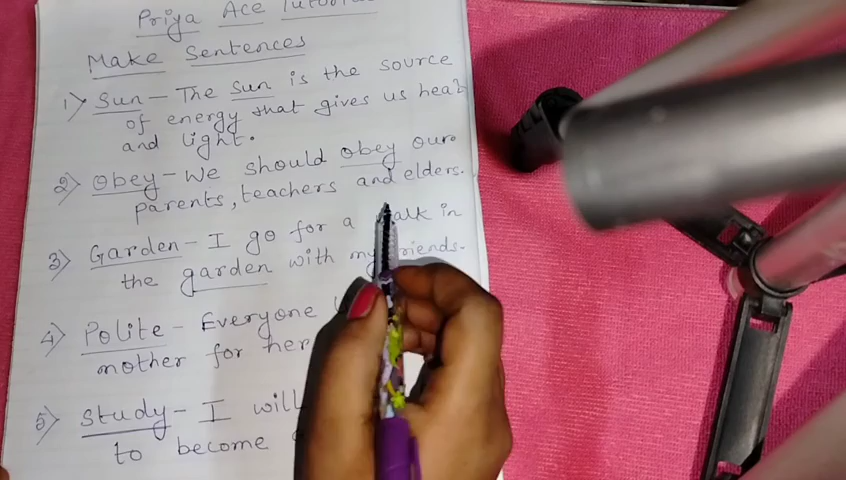 Priya Ace Tutorial
Make Sentences
1) Sun - The sun is the source
of energy that gives us heat
and light.
2) Obey - We should obey our
parents, teachers and elders.
3) Garden - I go for a walk in
the garden with my friends.
4) Polite - Everyone
mother for her
5) Study - I will
to become